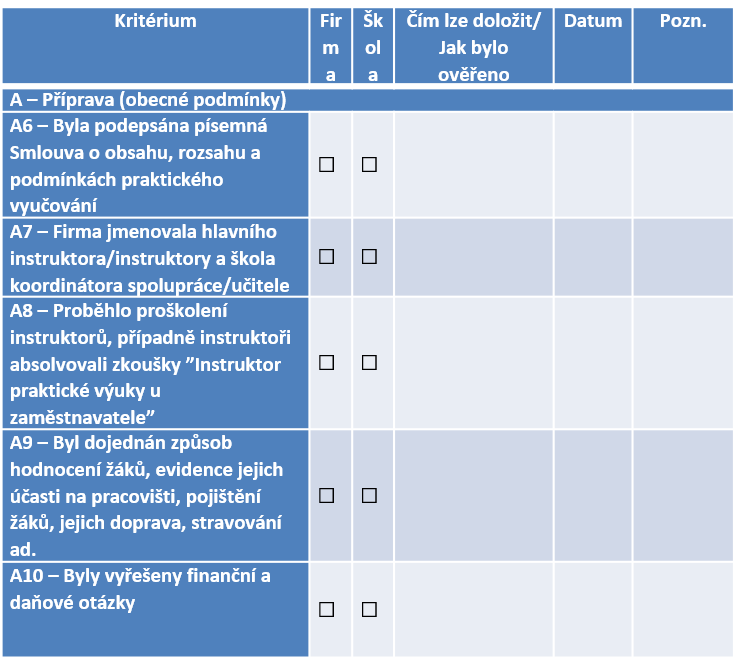 Kritérium
Fir
m
a
Šk
ol
a
Čím lze doložit/
Jak bylo
ověřeno
Datum
Pozn.
A – Příprava (obecné podmínky)
A6 – Byla podepsána písemná
Smlouva o obsahu, rozsahu a
podmínkách praktického
vyučování
☐ ☐
A7 – Firma jmenovala hlavního
instruktora/instruktory a škola
koordinátora spolupráce/učitele
☐ ☐
A8 – Proběhlo proškolení
instruktorů, případně instruktoři
absolvovali zkoušky ”Instruktor
praktické výuky u
zaměstnavatele”
☐ ☐
A9 – Byl dojednán způsob
hodnocení žáků, evidence jejich
účasti na pracovišti, pojištění
žáků, jejich doprava, stravování
ad.
☐ ☐
A10 – Byly vyřešeny finanční a
daňové otázky
☐ ☐